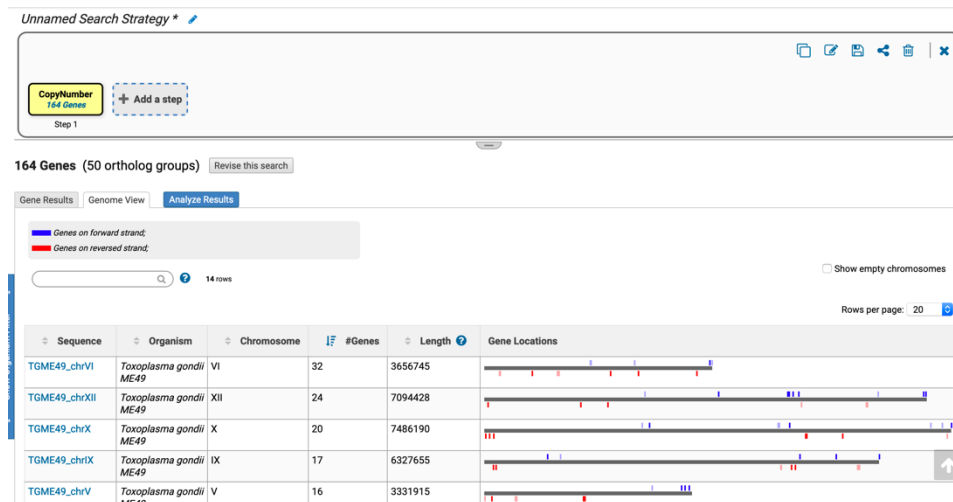 Unnamed Search Strategy *
CopyNumber
164 Genes
+ Add a step
Step 1
164 Genes (50 ortholog groups) Revise this search
Gene Results Genome View Analyze Results
Genes on forward strand;
Genes on reversed strand;
14 rows
Show empty chromosomes
Rows per page: 20
Sequence Organism Chromosome #Genes Length Gene Locations
TGME49_chrVI Toxoplasma gondii VI 32 3656745
ME49
TGME49_chrXII Toxoplasma gondii XII 24 7094428
ME49
TGME49_chrX Toxoplasma gondii X 20 7486190
ME49
TGME49_chrIX Toxoplasma gondii IX 17 6327655
ME49
TGME49_chrV Toxoplasma gondii V 16 3331915